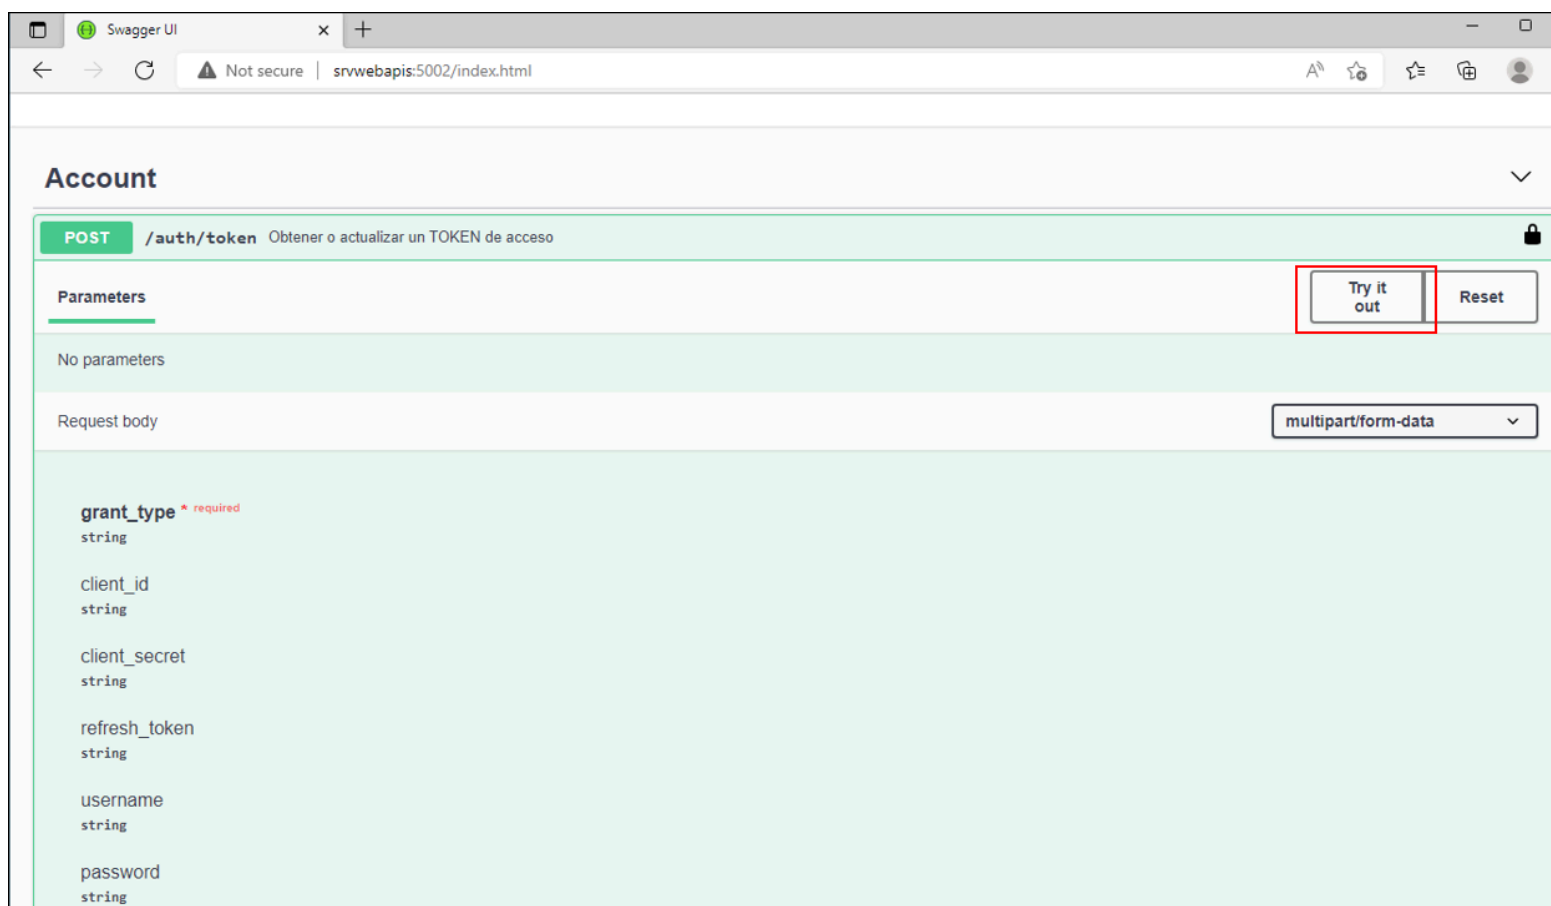 Swagger UI
Not secure | srvwebapis:5002/index.html
Account
POST /auth/token Obtener o actualizar un TOKEN de acceso
Parameters
Try it
out
Reset
No parameters
Request body
multipart/form-data
grant_type * required
string
client_id
string
client_secret
string
refresh_token
string
username
string
password
string